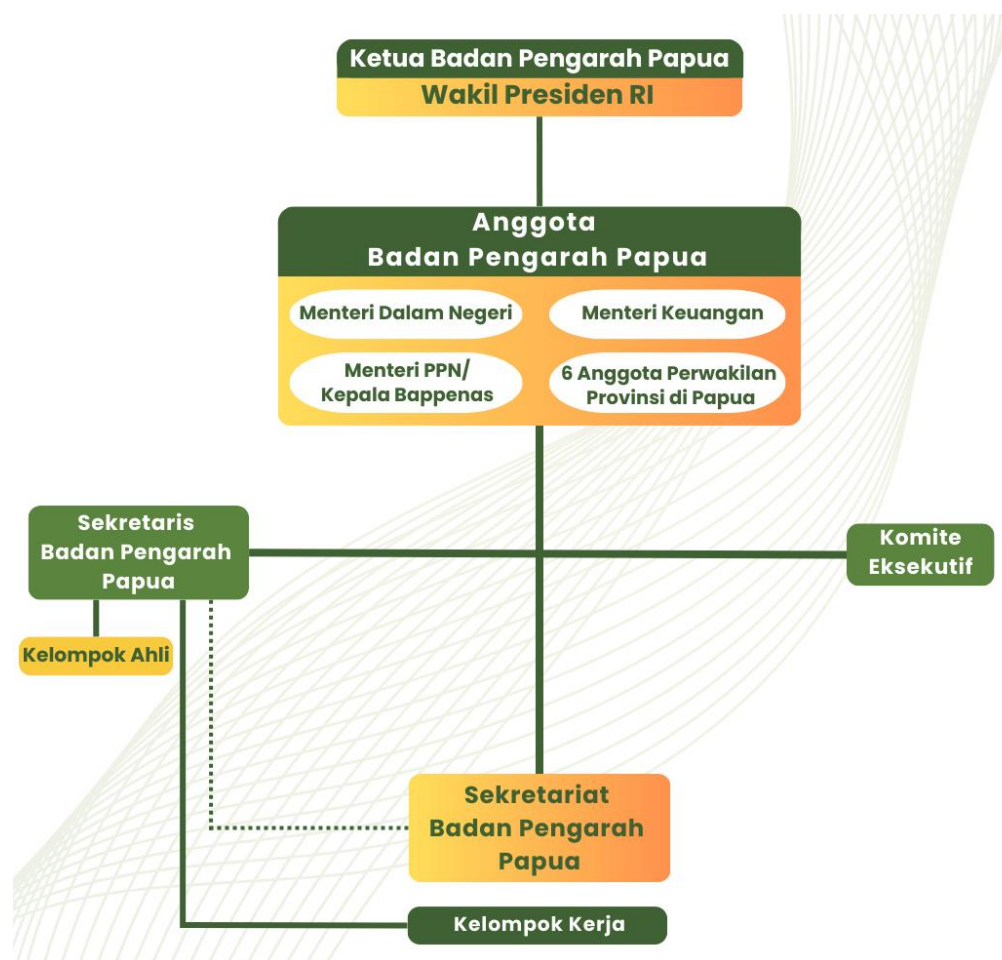 Ketua Badan Pengarah Papua
Wakil Presiden RI
Anggota
Badan Pengarah Papua
Menteri Dalam Negeri
Menteri Keuangan
Menteri PPN/
Kepala Bappenas
6 Anggota Perwakilan
Provinsi di Papua
Sekretaris
Badan Pengarah
Papua
Komite
Eksekutif
Kelompok Ahli
Sekretariat
Badan Pengarah
Papua
Kelompok Kerja